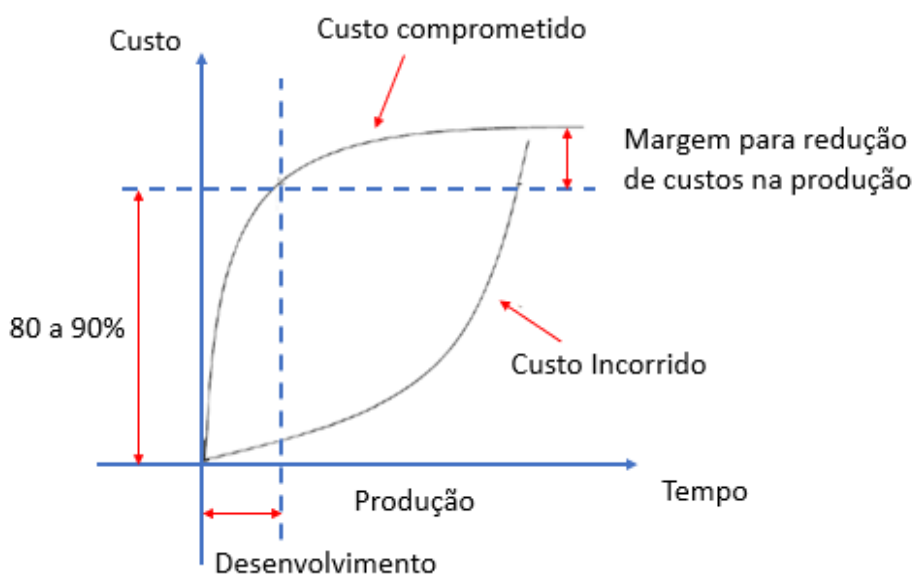 Custo comprometido
Custo
Margem para redução
de custos na produção
80 a 90%
Custo Incorrido
Produção
Tempo
Desenvolvimento